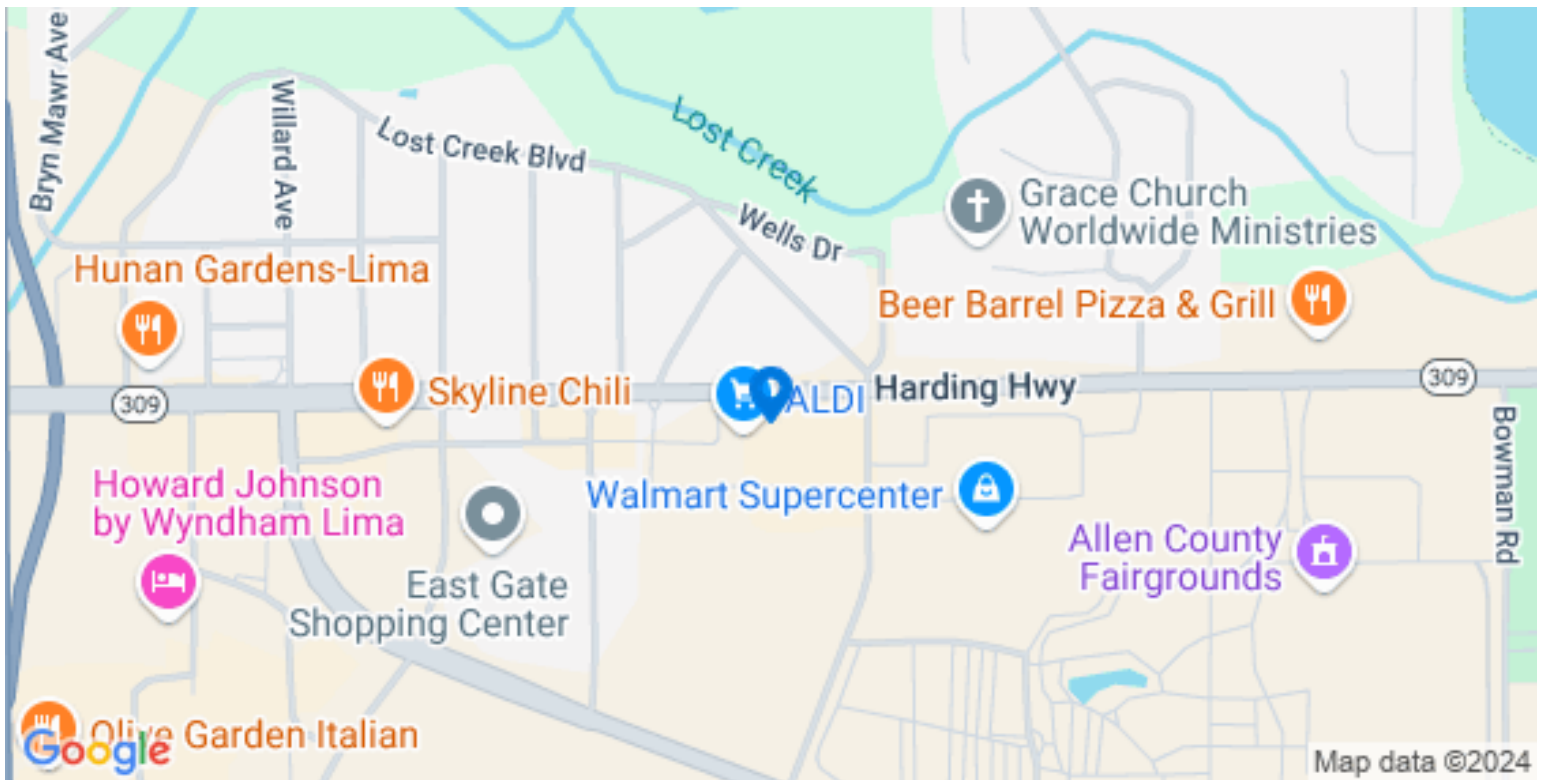 Bryn Mawr Ave
Willard Ave
Lost Creek Blvd
Lost Creek
Wells Dr
Grace Church
Worldwide Ministries
Hunan Gardens-Lima
Beer Barrel Pizza & Grill
309
Skyline Chili
ALDI
Harding Hwy
309
Bowman Rd
Howard Johnson
by Wyndham Lima
Walmart Supercenter
East Gate
Shopping Center
Allen County
Fairgrounds
Olive Garden Italian
Google
Map data ©2024